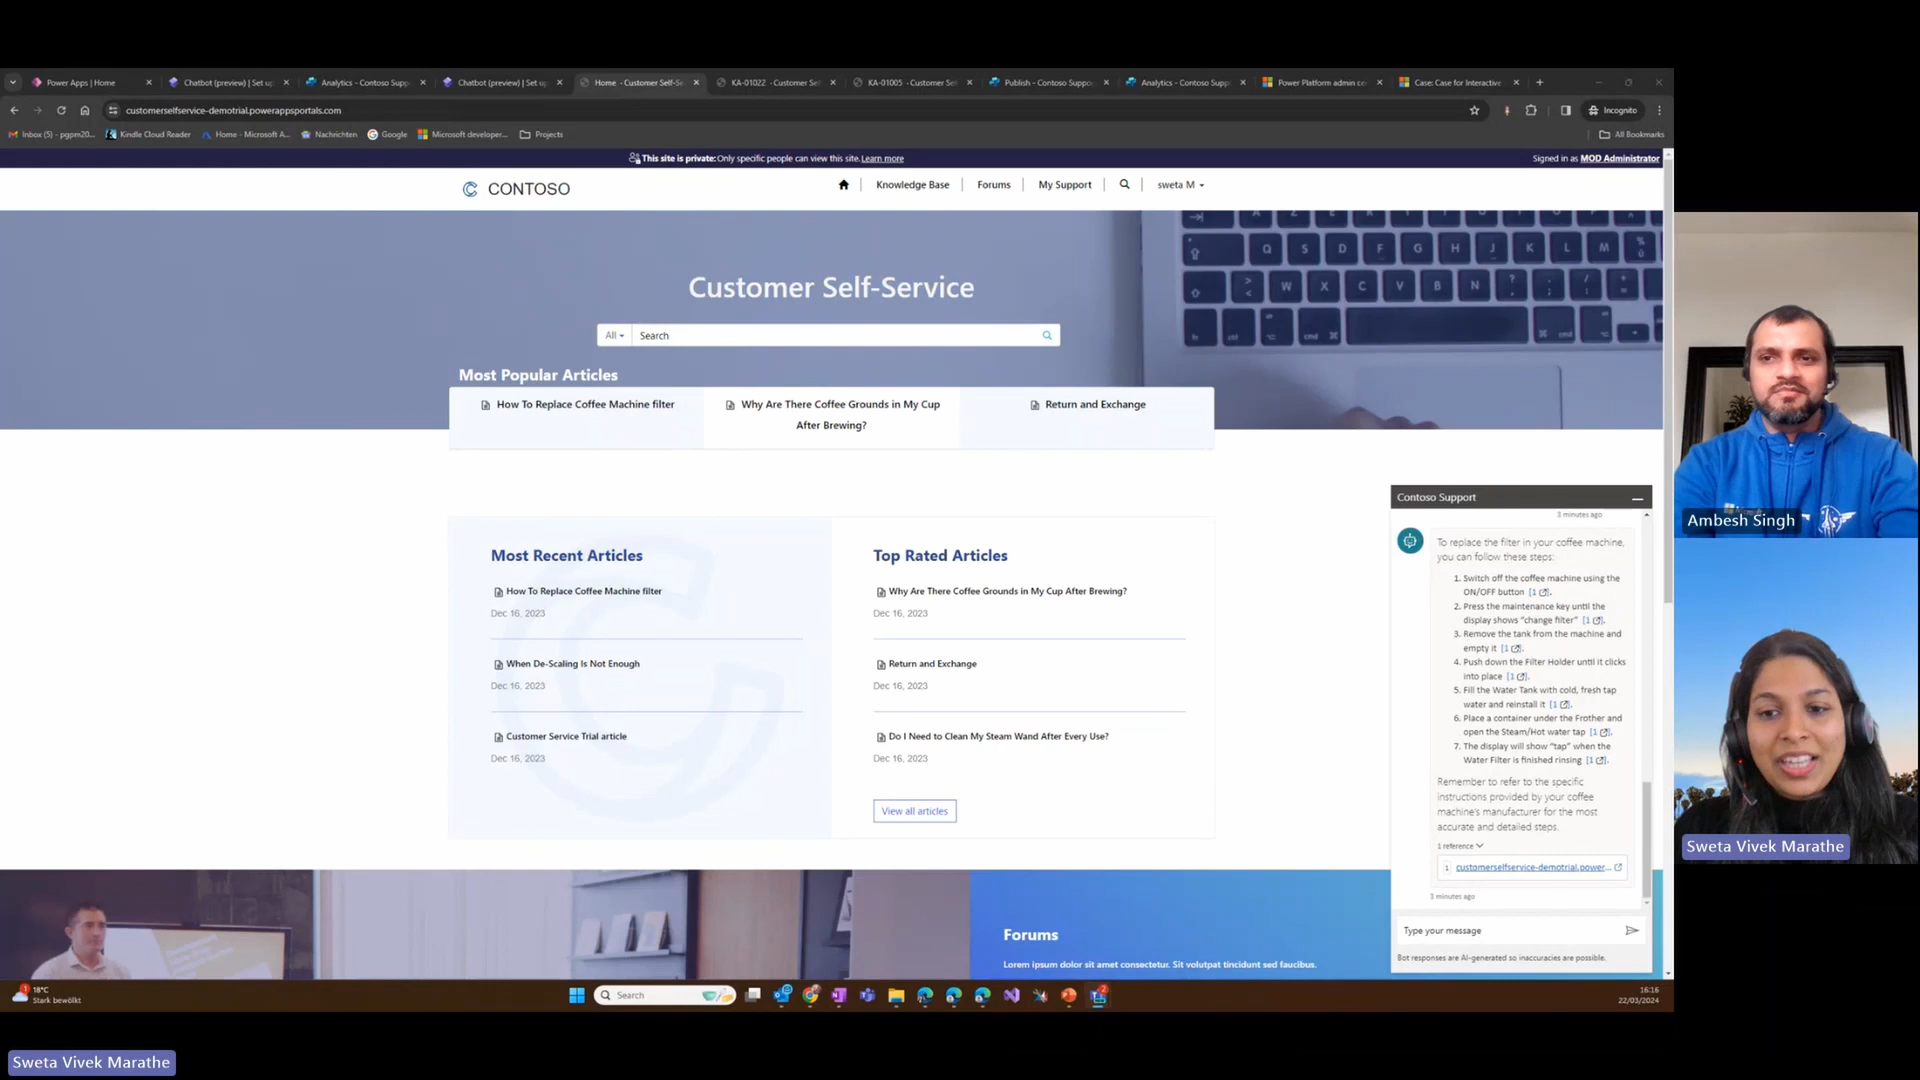 Power Apps | Home
Chatbot (preview) | Set up
Analytics - Contoso Supp
Chatbot (preview) | Set up
Home - Customer Self-Se
KA-01022 - Customer Sel
KA-01005 - Customer Sel
Publish - Contoso Suppo
Analytics - Contoso Supp
Power Platform admin ce
Case: Case for Interactive
customerselfservice-demotrial.powerappsportals.com
Incognito
Inbox (5) - pgpm20...
Kindle Cloud Reader
Home - Microsoft A...
Nachrichten
Google
Microsoft developer...
Projects
All Bookmarks
This site is private: Only specific people can view this site. Learn more
Signed in as MOD Administrator
CONTOSO
Knowledge Base
Forums
My Support
sweta M
Customer Self-Service
All
Search
Most Popular Articles
How To Replace Coffee Machine filter
Why Are There Coffee Grounds in My Cup
After Brewing?
Return and Exchange
Most Recent Articles
How To Replace Coffee Machine filter
Dec 16, 2023
When De-Scaling Is Not Enough
Dec 16, 2023
Customer Service Trial article
Dec 16, 2023
Top Rated Articles
Why Are There Coffee Grounds in My Cup After Brewing?
Dec 16, 2023
Return and Exchange
Dec 16, 2023
Do I Need to Clean My Steam Wand After Every Use?
Dec 16, 2023
View all articles
Forums
Lorem ipsum dolor sit amet consectetur. Sit volutpat tincidunt sed faucibus.
Contoso Support
3 minutes ago
To replace the filter in your coffee machine,
you can follow these steps:
1. Switch off the coffee machine using the
ON/OFF button [1].
2. Press the maintenance key until the
display shows "change filter" [1].
3. Remove the tank from the machine and
empty it [1].
4. Push down the Filter Holder until it clicks
into place [1].
5. Fill the Water Tank with cold, fresh tap
water and reinstall it [1].
6. Place a container under the Frother and
open the Steam/Hot water tap [1].
7. The display will show "tap" when the
Water Filter is finished rinsing [1].
Remember to refer to the specific
instructions provided by your coffee
machine's manufacturer for the most
accurate and detailed steps.
1 reference
1 customerselfservice-demotrial.power...
3 minutes ago
Type your message
Bot responses are AI-generated so inaccuracies are possible.
1
18°C
Stark bewölkt
Search
2
16:16
22/03/2024
Ambesh Singh
Sweta Vivek Marathe
Sweta Vivek Marathe